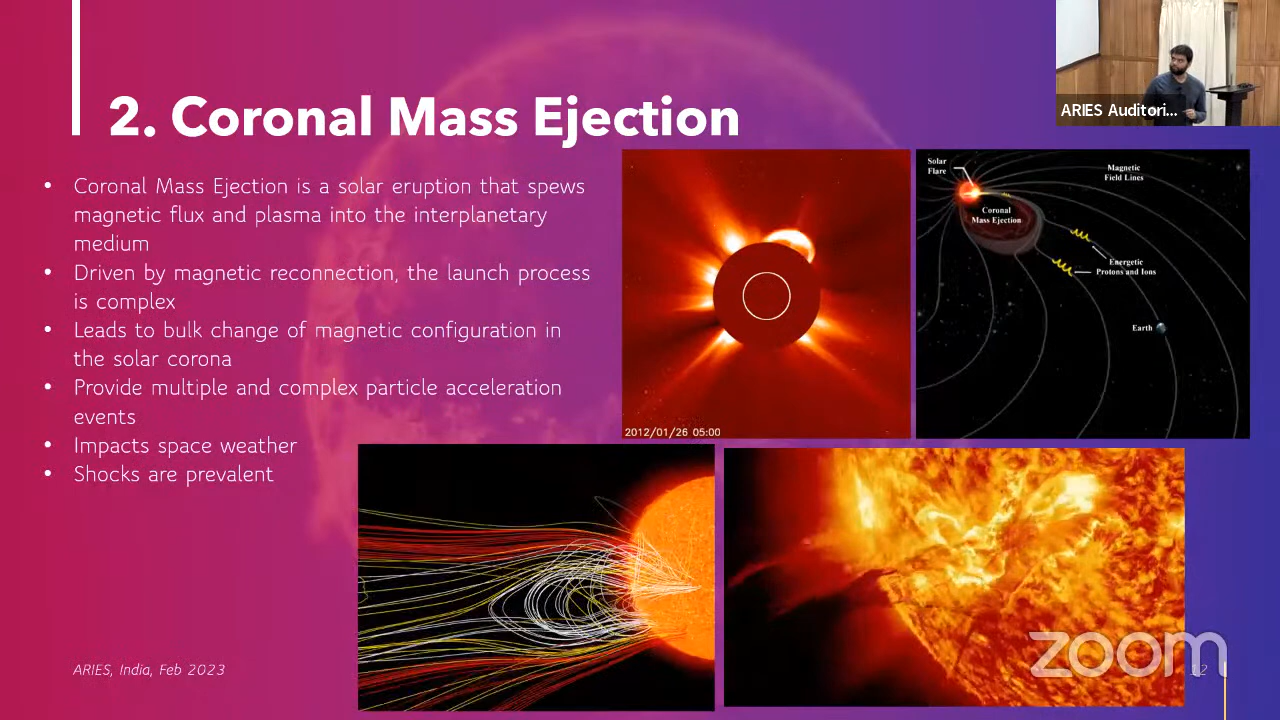 ARIES Auditori...
2. Coronal Mass Ejection
• Coronal Mass Ejection is a solar eruption that spews
magnetic flux and plasma into the interplanetary
medium
• Driven by magnetic reconnection, the launch process
is complex
• Leads to bulk change of magnetic configuration in
the solar corona
• Provide multiple and complex particle acceleration
events
• Impacts space weather
• Shocks are prevalent
2012/01/26 05:00
Solar
Flare
Magnetic
Field Lines
Coronal
Mass Ejection
Energetic
Protons and Ions
Earth
ARIES, India, Feb 2023
zoom
12